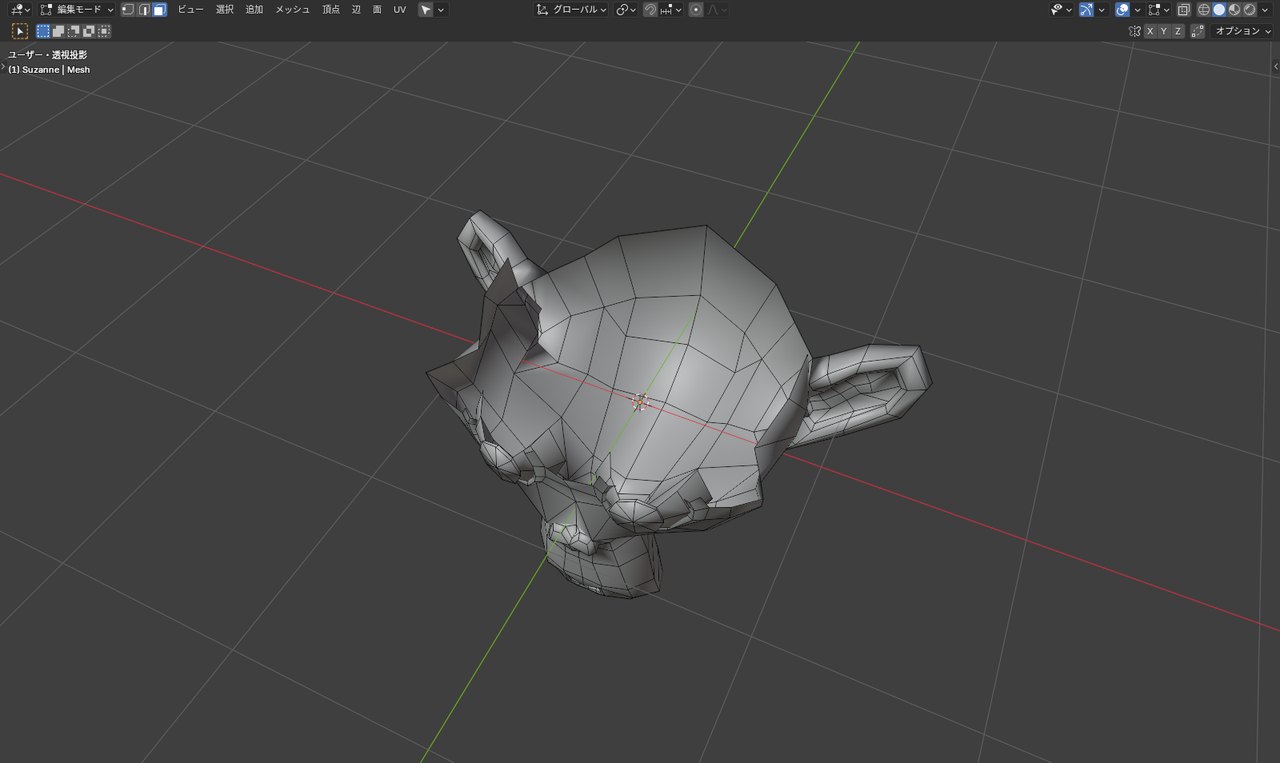 編集モード ビュー 選択 追加 メッシュ 頂点 辺 面 UV グローバル
X Y Z オプション
ユーザー・透視投影
(1) Suzanne | Mesh